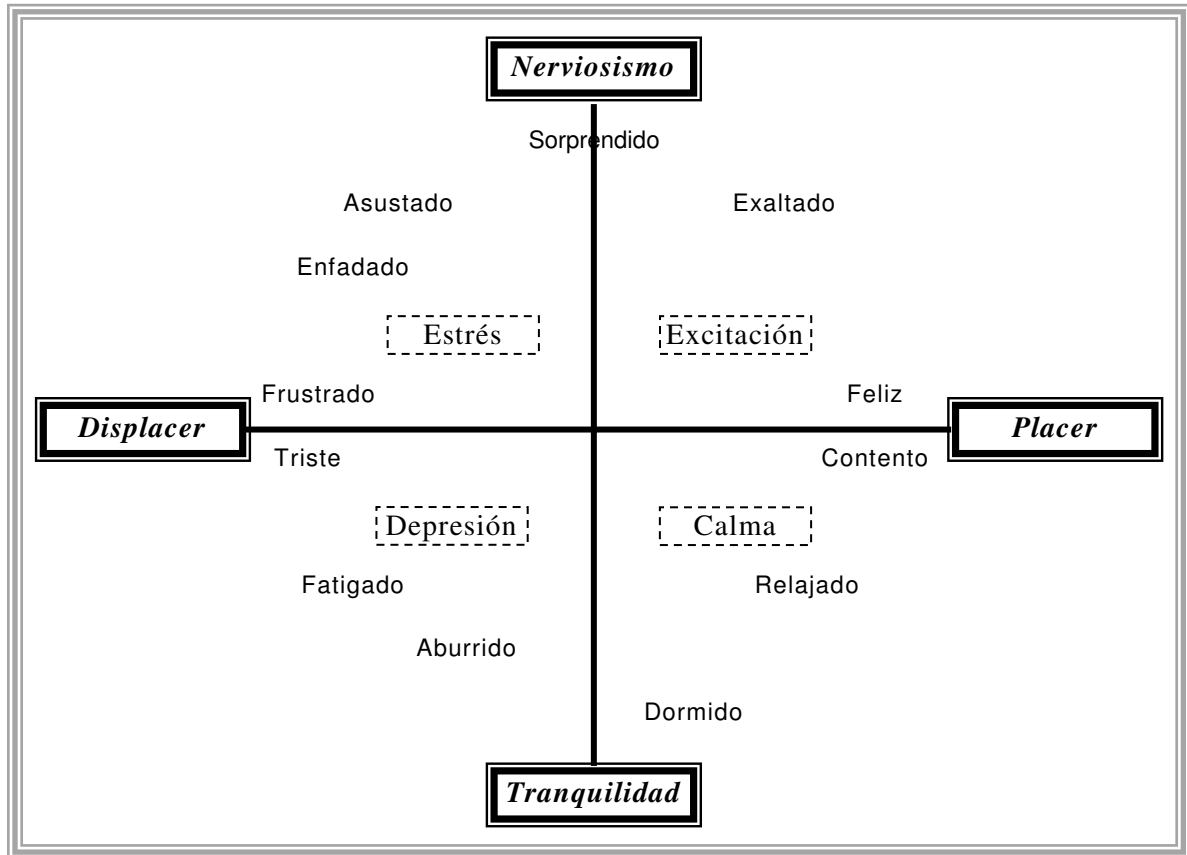 Nerviosismo
Sorprendido
Asustado
Exaltado
Enfadado
Estrés
Excitación
Frustrado
Feliz
Displacer
Placer
Triste
Contento
Depresión
Calma
Fatigado
Relajado
Aburrido
Dormido
Tranquilidad